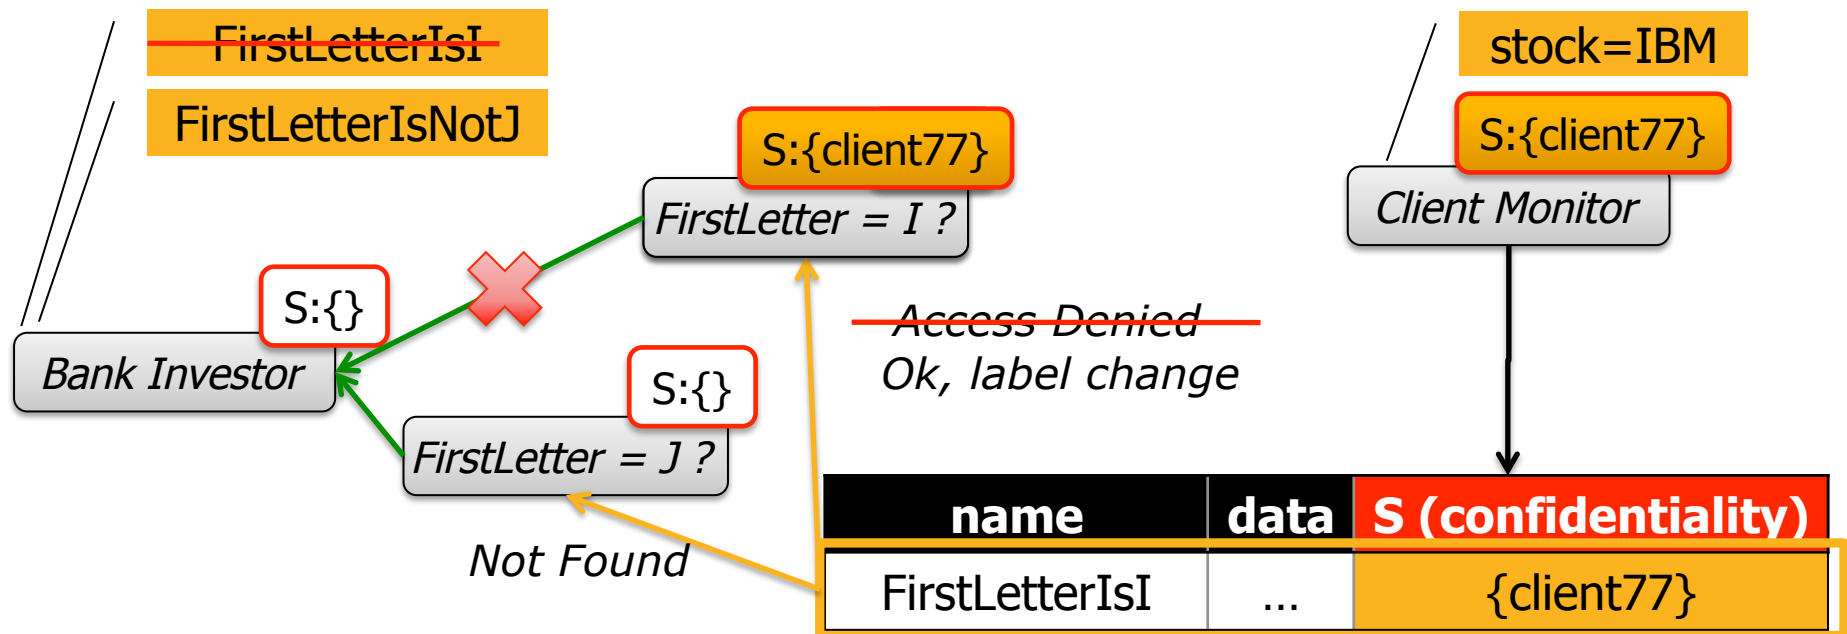 FirstLetterIsI
FirstLetterIsNotJ
stock=IBM
S:{client77}
S:{client77}
FirstLetter = I ?
Client Monitor
S:{}
Bank Investor
Access Denied
Ok, label change
S:{}
FirstLetter = J ?
Not Found
name data S (confidentiality)
FirstLetterIsI ... {client77}